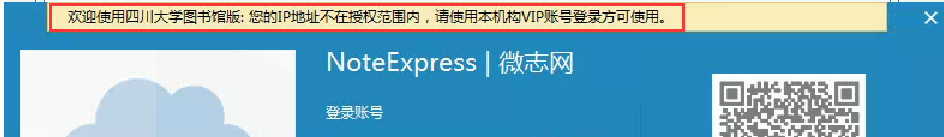 欢迎使用四川大学图书馆版: 您的IP地址不在授权范围内，请使用本机构VIP账号登录方可使用。
NoteExpress | 微志网
登录账号